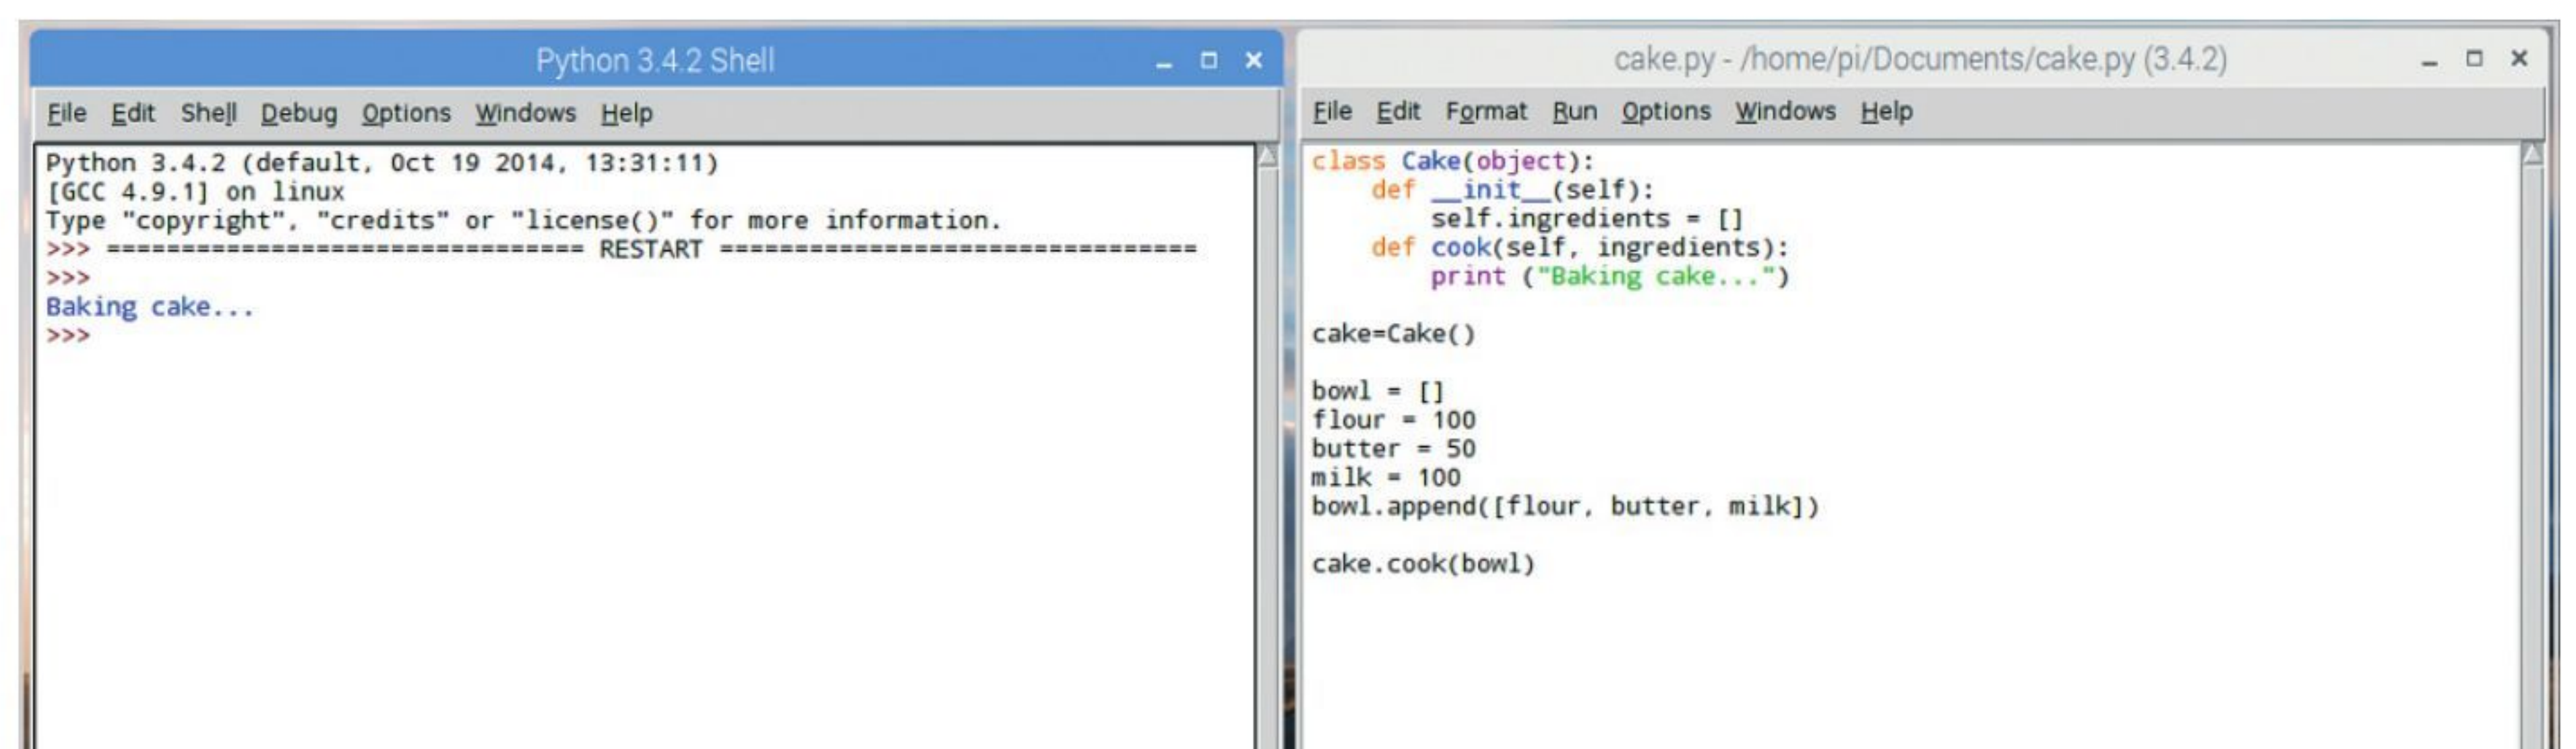 Python 3.4.2 Shell
File Edit Shell Debug Options Windows Help
Python 3.4.2 (default, Oct 19 2014, 13:31:11)
[GCC 4.9.1] on linux
Type "copyright", "credits" or "license()" for more information.
>>> ================================ RESTART ================================
>>>
Baking cake...
>>>
cake.py - /home/pi/Documents/cake.py (3.4.2)
File Edit Format Run Options Windows Help
class Cake(object):
    def __init__(self):
        self.ingredients = []
    def cook(self, ingredients):
        print ("Baking cake...")
cake=Cake()
bowl = []
flour = 100
butter = 50
milk = 100
bowl.append([flour, butter, milk])
cake.cook(bowl)